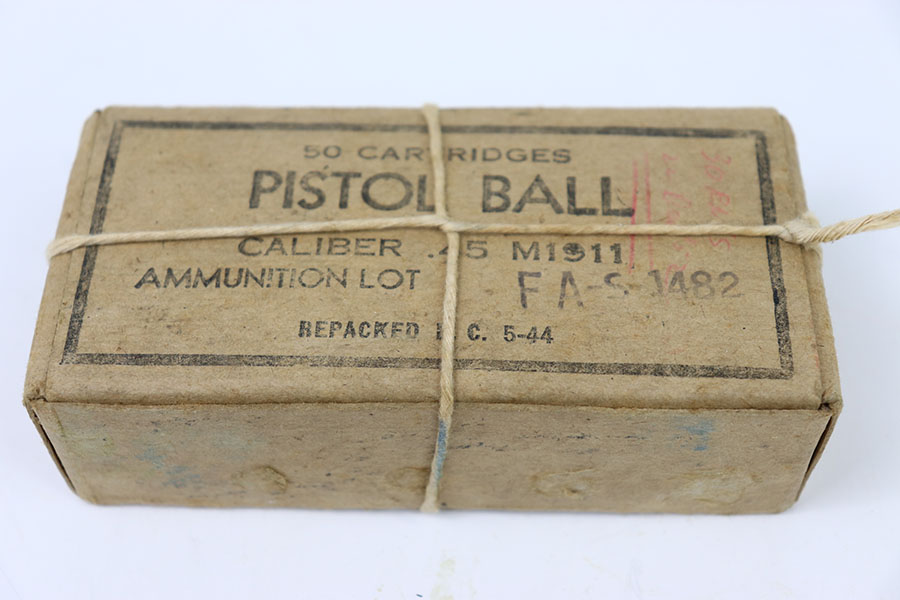 50 CARTRIDGES
PISTOL BALL
CALIBER .45 M1911
AMMUNITION LOT FA-S-1482
REPACKED C. 5-44